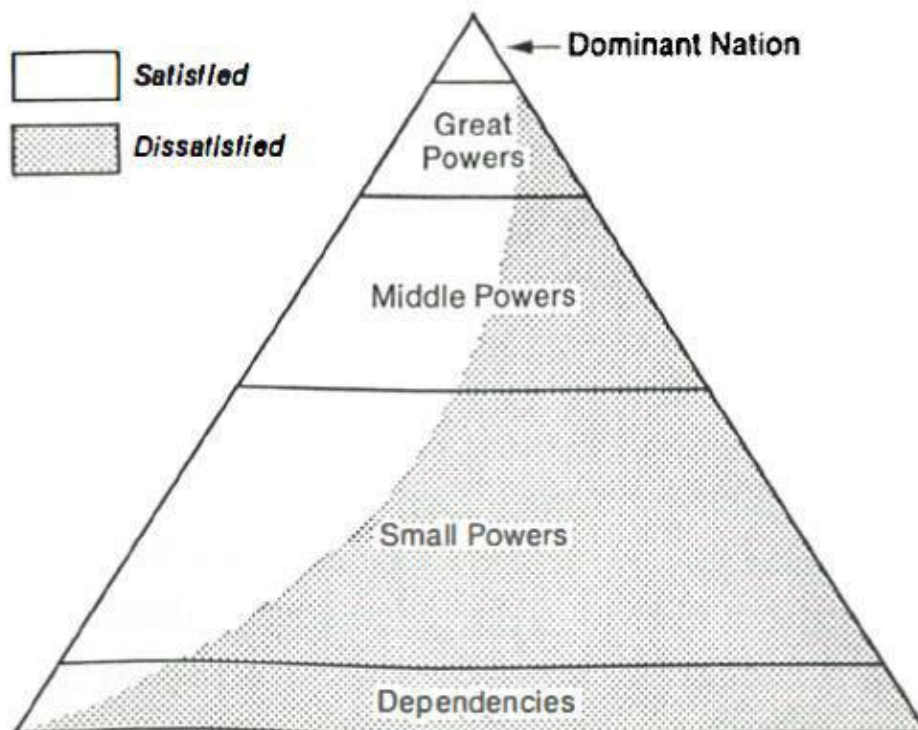 Dominant Nation
Satisfied
Dissatisfied
Great
Powers
Middle Powers
Small Powers
Dependencies